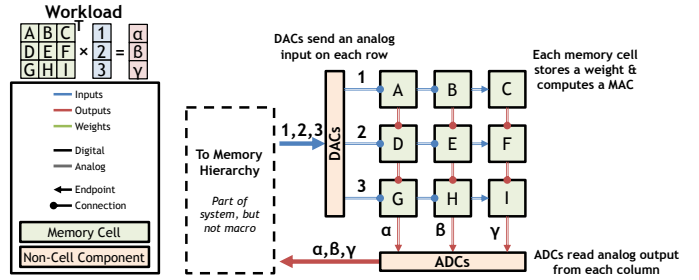 Workload
A B C T 1 α
D E F × 2 = β
G H I 3 γ
Inputs
Outputs
Weights
Digital
Analog
Endpoint
Connection
Memory Cell
Non-Cell Component
To Memory
Hierarchy
Part of
system, but
not macro
1,2,3
α,β,γ
DACs send an analog
input on each row
DACs
1
2
3
A B C
D E F
G H I
α β γ
ADCs
Each memory cell
stores a weight &
computes a MAC
ADCs read analog output
from each column